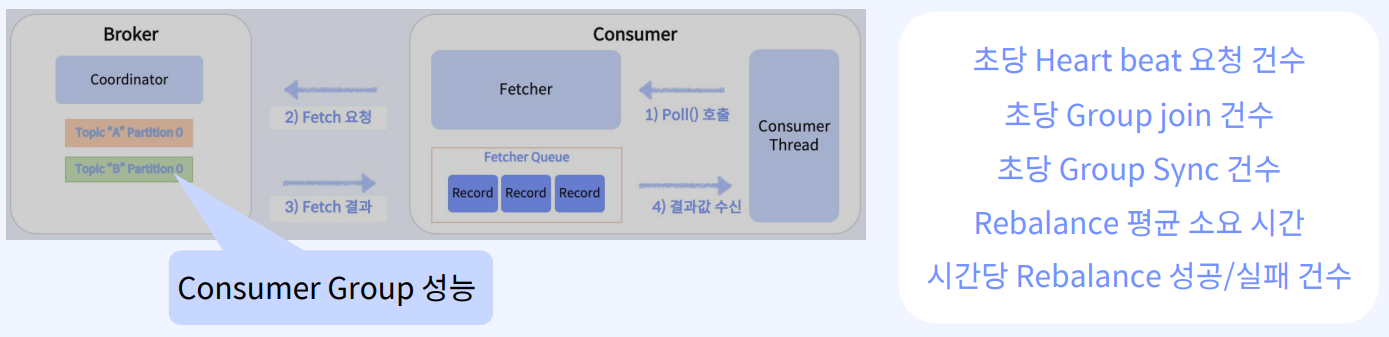 Broker
Coordinator
Topic "A" Partition 0
Topic "B" Partition 0
2) Fetch 요청
3) Fetch 결과
Consumer
Fetcher
Fetcher Queue
Record
Record
Record
1) Poll() 호출
4) 결과값 수신
Consumer
Thread
Consumer Group 성능
초당 Heart beat 요청 건수
초당 Group join 건수
초당 Group Sync 건수
Rebalance 평균 소요 시간
시간당 Rebalance 성공/실패 건수